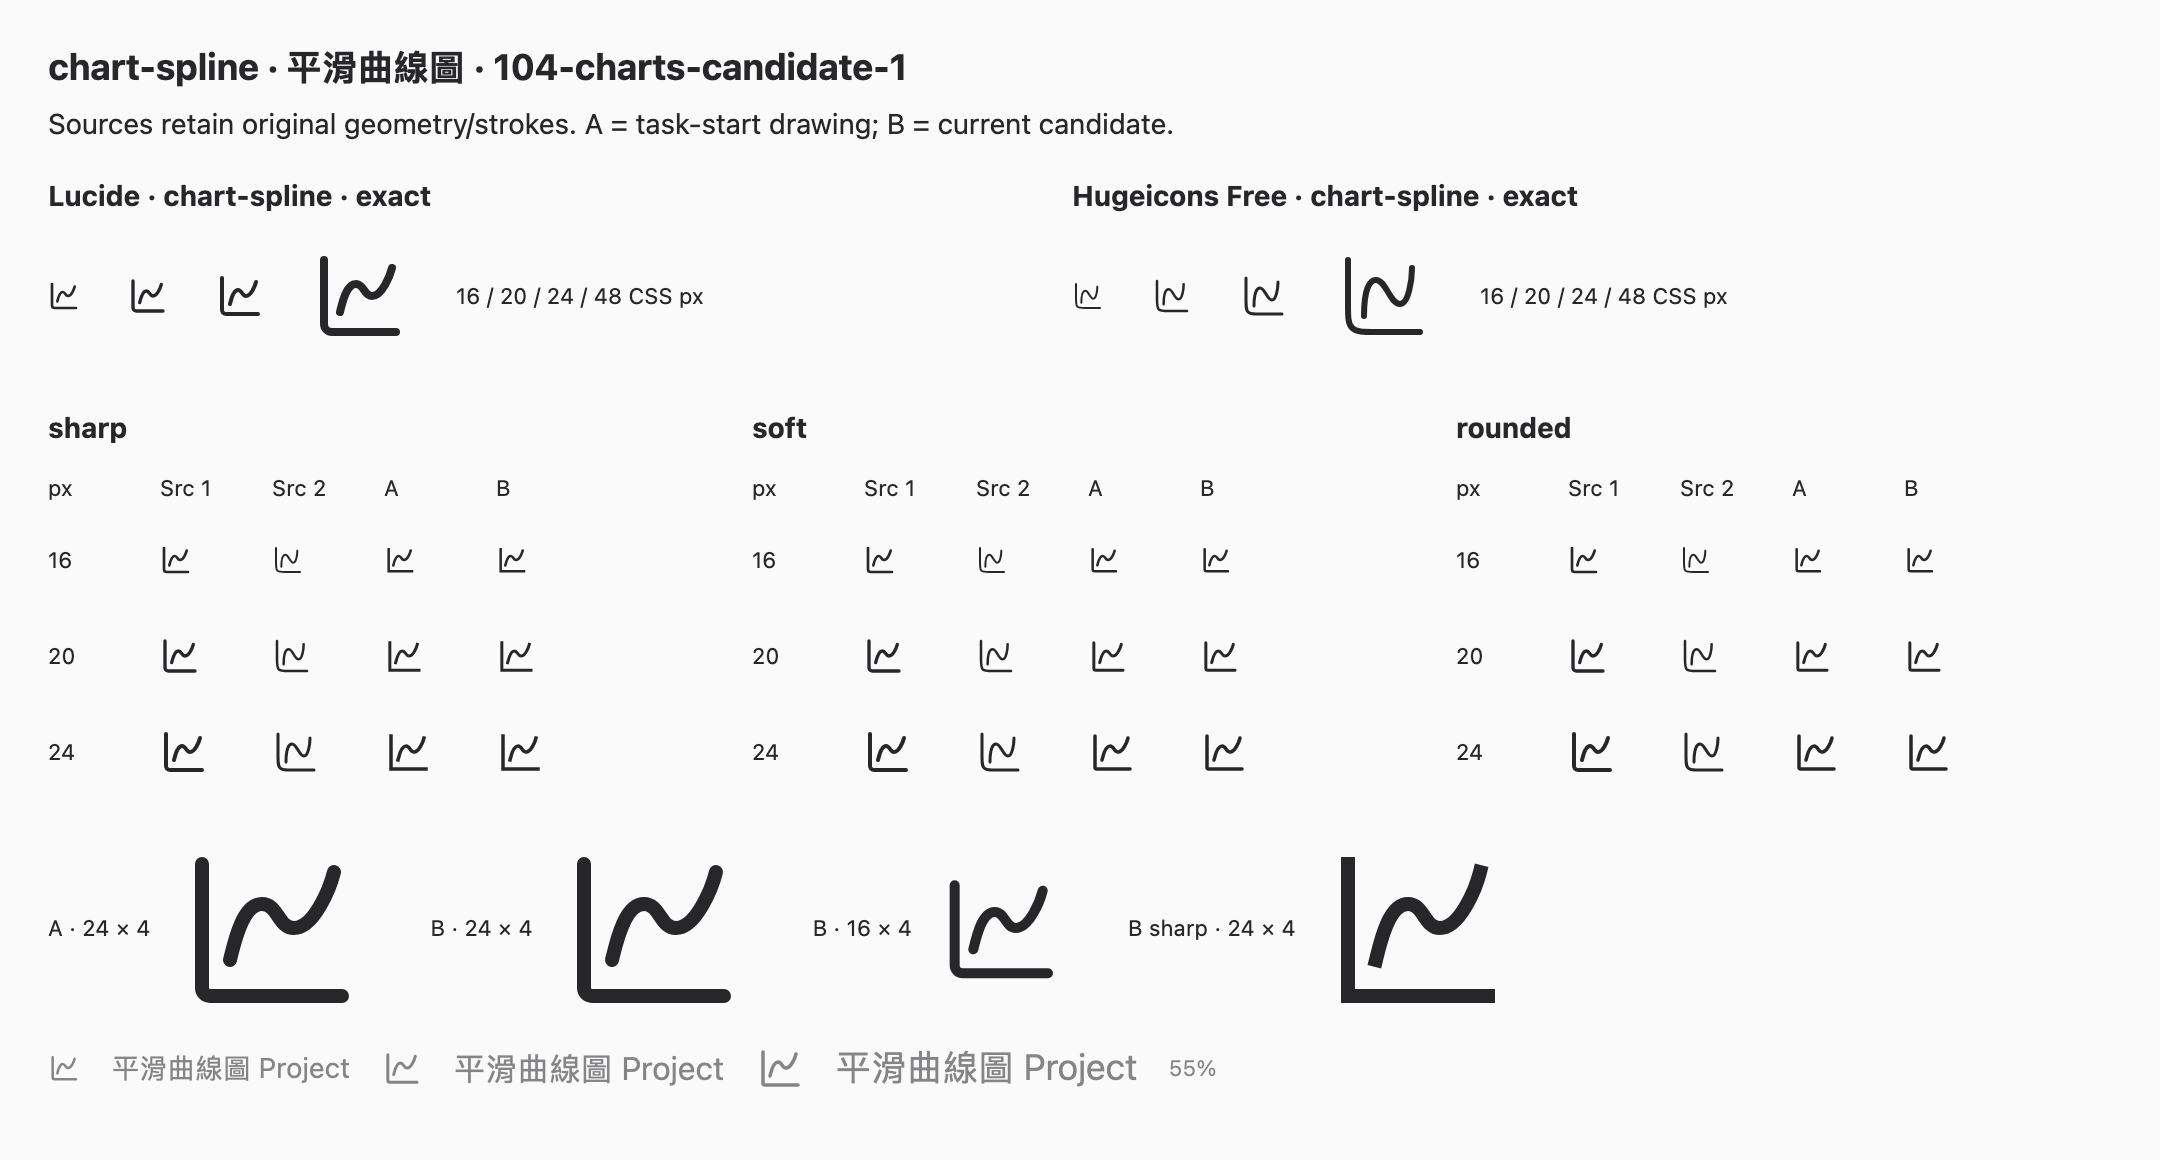 chart-spline · 平滑曲線圖 · 104-charts-candidate-1
Sources retain original geometry/strokes. A = task-start drawing; B = current candidate.
Lucide · chart-spline · exact
16 / 20 / 24 / 48 CSS px
Hugeicons Free · chart-spline · exact
16 / 20 / 24 / 48 CSS px
sharp
px Src 1 Src 2 A B
16
20
24
soft
px Src 1 Src 2 A B
16
20
24
rounded
px Src 1 Src 2 A B
16
20
24
A · 24 × 4
B · 24 × 4
B · 16 × 4
B sharp · 24 × 4
平滑曲線圖 Project
平滑曲線圖 Project
平滑曲線圖 Project
55%